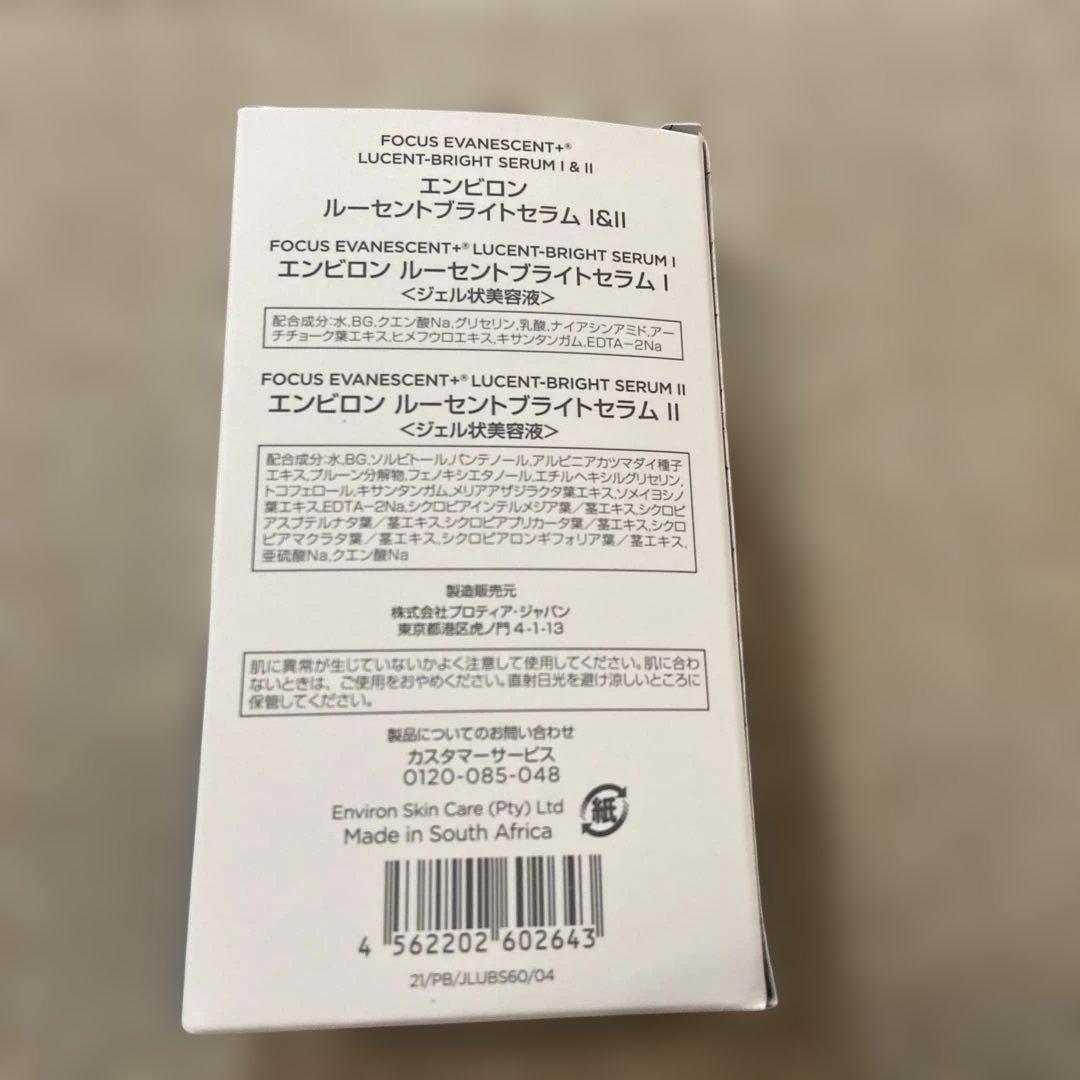 FOCUS EVANESCENT+®
LUCENT-BRIGHT SERUM I & II
エンビロン
ルーセントブライトセラム I&II
FOCUS EVANESCENT+® LUCENT-BRIGHT SERUM I
エンビロン ルーセントブライトセラム I
<ジェル状美容液>
配合成分:水,BG,クエン酸Na,グリセリン,乳酸,ナイアシンアミド,アー
チチョーク葉エキス,ヒメフウロエキス,キサンタンガム,EDTA-2Na
FOCUS EVANESCENT+® LUCENT-BRIGHT SERUM II
エンビロン ルーセントブライトセラム II
<ジェル状美容液>
配合成分:水,BG,ソルビトール,パンテノール,アルピニアカツマダイ種子
エキス,プルーン分解物,フェノキシエタノール,エチルヘキシルグリセリン,
トコフェロール,キサンタンガム,メリアアザジラクタ葉エキス,ソメイヨシノ
葉エキス,EDTA-2Na,シクロピアインテルメジア葉/茎エキス,シクロピ
アスブテルナタ葉/茎エキス,シクロピアプリカータ葉/茎エキス,シクロ
ピアマクラタ葉/茎エキス,シクロピアロンギフォリア葉/茎エキス,
亜硫酸Na,クエン酸Na
製造販売元
株式会社プロティア・ジャパン
東京都港区虎ノ門 4-1-13
肌に異常が生じていないかよく注意して使用してください。肌に合わ
ないときは、ご使用をおやめください。直射日光を避け涼しいところに
保管してください。
製品についてのお問い合わせ
カスタマーサービス
0120-085-048
Environ Skin Care (Pty) Ltd
Made in South Africa
紙
4 562202 602643
21/PB/JLUBS60/04